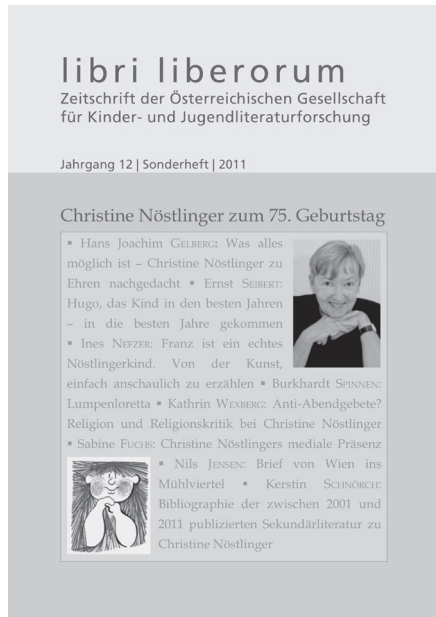 libri liberorum
Zeitschrift der Österreichischen Gesellschaft
für Kinder- und Jugendliteraturforschung
Jahrgang 12 | Sonderheft | 2011
Christine Nöstlinger zum 75. Geburtstag
▪ Hans Joachim GELBERG: Was alles
möglich ist – Christine Nöstlinger zu
Ehren nachgedacht ▪ Ernst SEIBERT:
Hugo, das Kind in den besten Jahren
– in die besten Jahre gekommen
▪ Ines NEFZER: Franz ist ein echtes
Nöstlingerkind. Von der Kunst,
einfach anschaulich zu erzählen ▪ Burkhardt SPINNEN:
Lumpenloretta ▪ Kathrin WEXBERG: Anti-Abendgebete?
Religion und Religionskritik bei Christine Nöstlinger
▪ Sabine FUCHS: Christine Nöstlingers mediale Präsenz
▪ Nils JENSEN: Brief von Wien ins
Mühlviertel ▪ Kerstin SCHNÖRCH:
Bibliographie der zwischen 2001 und
2011 publizierten Sekundärliteratur zu
Christine Nöstlinger